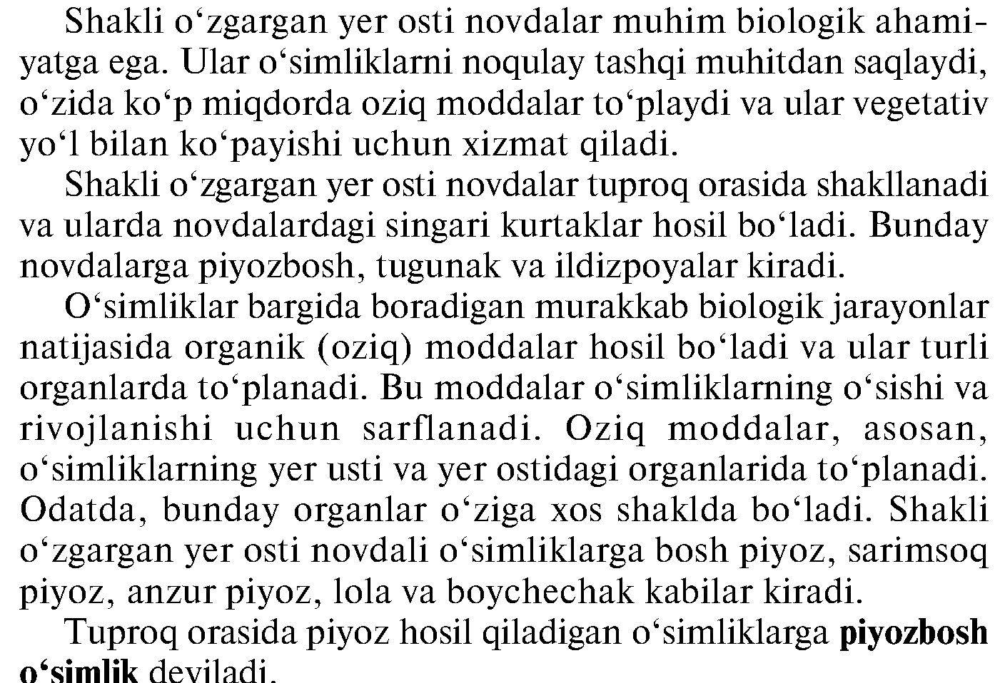 Shakli o‘zgargan yer osti novdalar muhim biologik ahami-
yatga ega. Ular o‘simliklarni noqulay tashqi muhitdan saqlaydi,
o‘zida ko‘p miqdorda oziq moddalar to‘playdi va ular vegetativ
yo‘l bilan ko‘payishi uchun xizmat qiladi.
Shakli o‘zgargan yer osti novdalar tuproq orasida shakllanadi
va ularda novdalardagi singari kurtaklar hosil bo‘ladi. Bunday
novdalarga piyozbosh, tugunak va ildizpoyalar kiradi.
O‘simliklar bargida boradigan murakkab biologik jarayonlar
natijasida organik (oziq) moddalar hosil bo‘ladi va ular turli
organlarda to‘planadi. Bu moddalar o‘simliklarning o‘sishi va
rivojlanishi uchun sarflanadi. Oziq moddalar, asosan,
o‘simliklarning yer usti va yer ostidagi organlarida to‘planadi.
Odatda, bunday organlar o‘ziga xos shaklda bo‘ladi. Shakli
o‘zgargan yer osti novdali o‘simliklarga bosh piyoz, sarimsoq
piyoz, anzur piyoz, lola va boychechak kabilar kiradi.
Tuproq orasida piyoz hosil qiladigan o‘simliklarga piyozbosh
o‘simlik deyiladi.